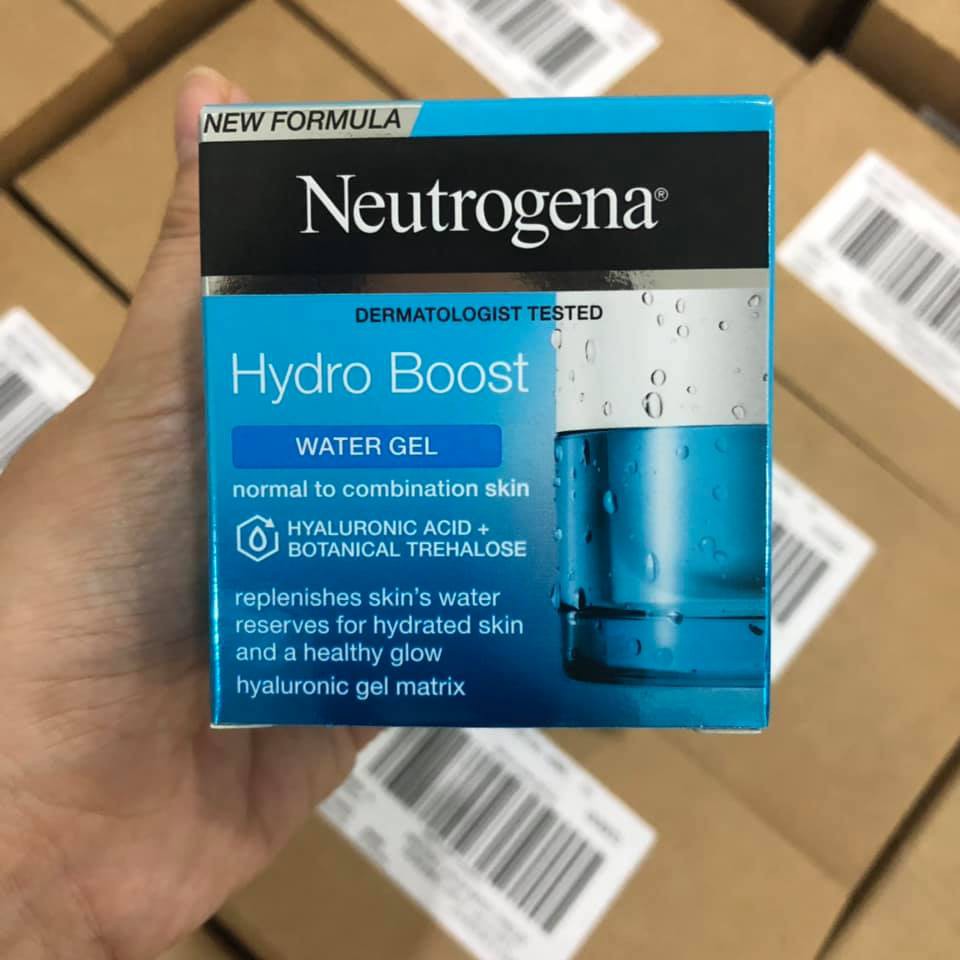 NEW FORMULA
Neutrogena®
DERMATOLOGIST TESTED
Hydro Boost
WATER GEL
normal to combination skin
HYALURONIC ACID +
BOTANICAL TREHALOSE
replenishes skin's water
reserves for hydrated skin
and a healthy glow
hyaluronic gel matrix